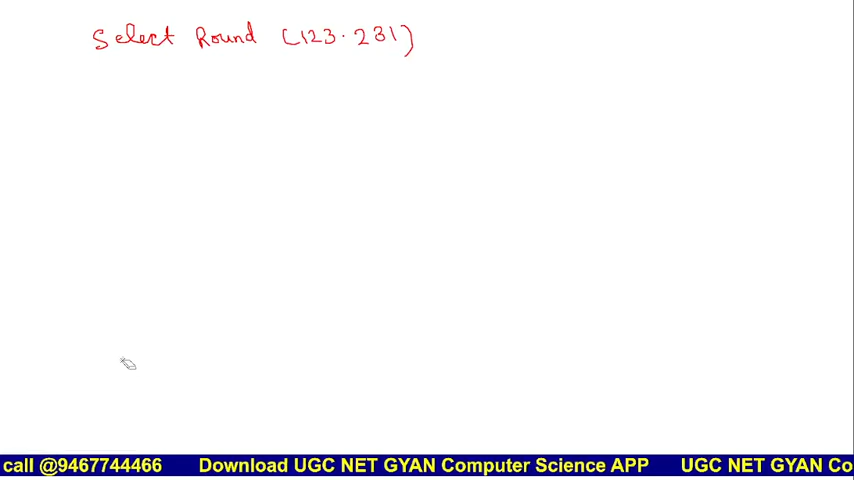 Select Round (123.231)
call @9467744466 Download UGC NET GYAN Computer Science APP UGC NET GYAN Co